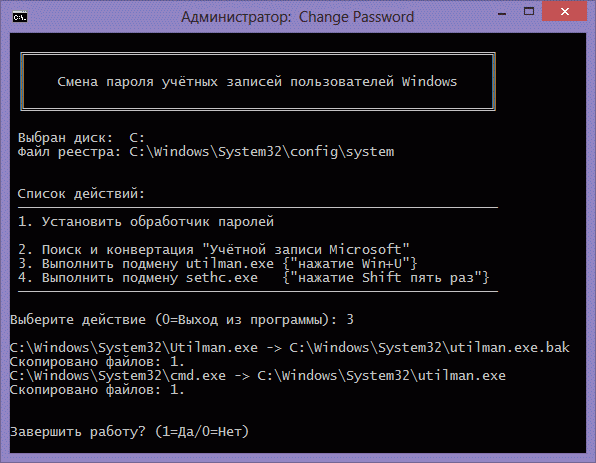 Администратор: Change Password
Смена пароля учётных записей пользователей Windows
Выбран диск: C:
Файл реестра: C:\Windows\System32\config\system
Список действий:
1. Установить обработчик паролей
2. Поиск и конвертация "Учётной записи Microsoft"
3. Выполнить подмену utilman.exe {"нажатие Win+U"}
4. Выполнить подмену sethc.exe {"нажатие Shift пять раз"}
Выберите действие (0=Выход из программы): 3
C:\Windows\System32\Utilman.exe -> C:\Windows\System32\utilman.exe.bak
Скопировано файлов: 1.
C:\Windows\System32\cmd.exe -> C:\Windows\System32\utilman.exe
Скопировано файлов: 1.
Завершить работу? (1=Да/0=Нет)